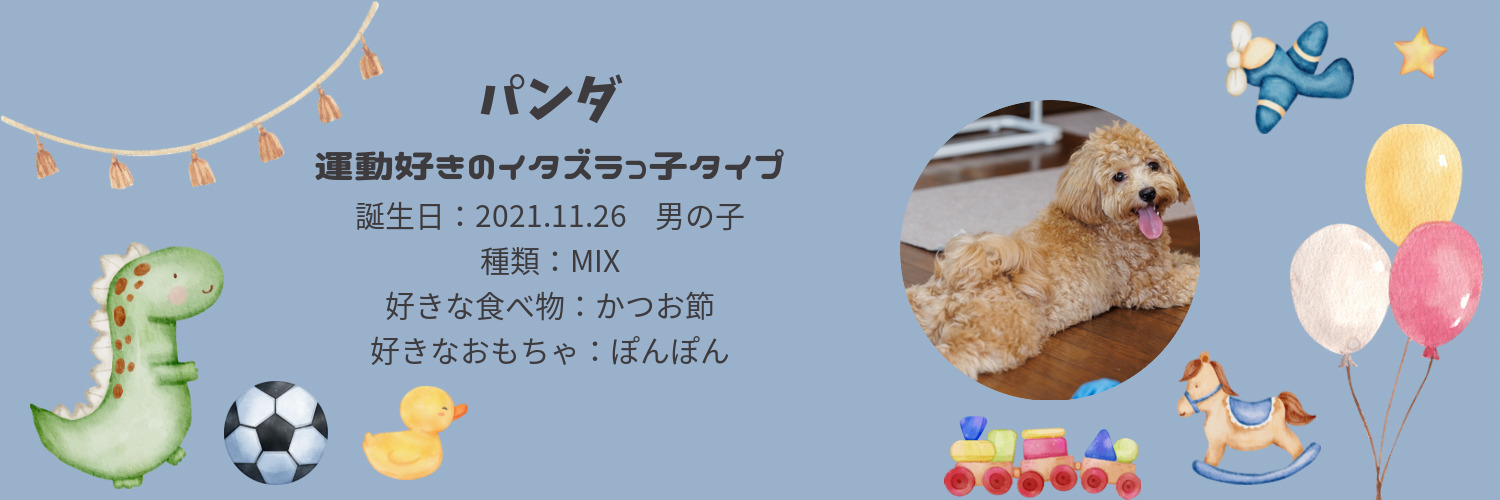 パンダ
運動好きのイタズラっ子タイプ
誕生日：2021.11.26　男の子
種類：MIX
好きな食べ物：かつお節
好きなおもちゃ：ぽんぽん